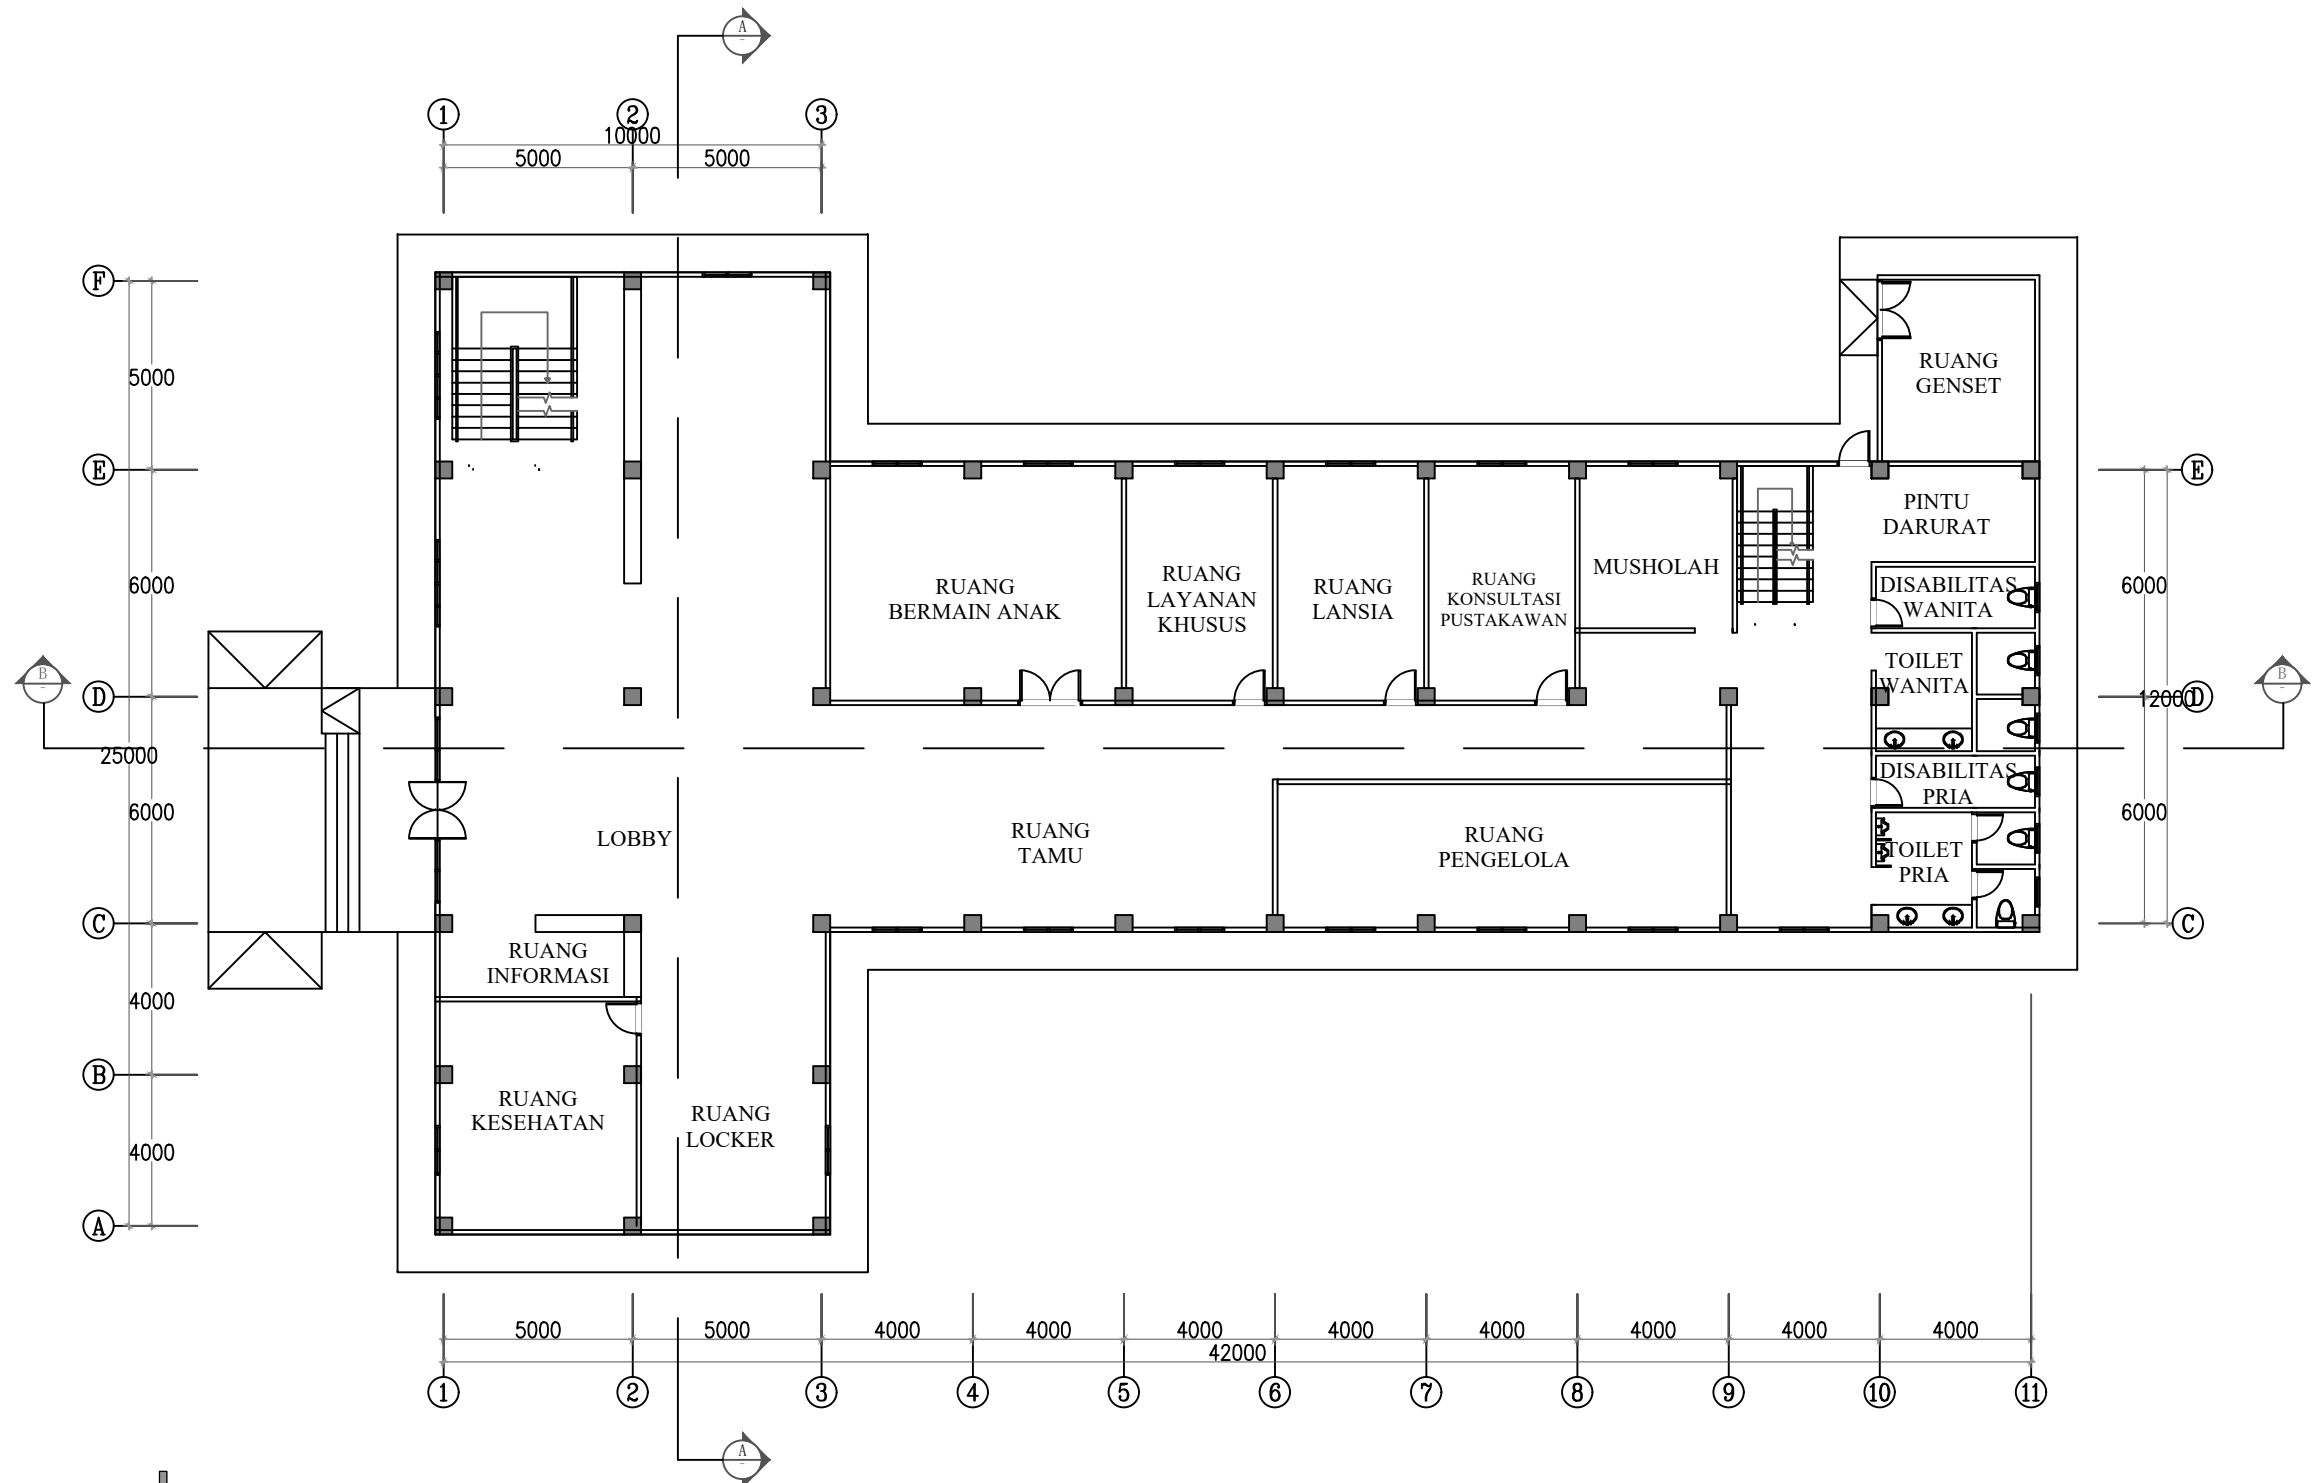 A
1
2
3
10000
5000
5000
F
E
D
C
B
A
5000
6000
25000
6000
4000
4000
B
RUANG
GENSET
PINTU
DARURAT
RUANG
BERMAIN ANAK
RUANG
LAYANAN
KHUSUS
RUANG
LANSIA
RUANG
KONSULTASI
PUSTAKAWAN
MUSHOLAH
DISABILITAS
WANITA
TOILET
WANITA
DISABILITAS
PRIA
TOILET
PRIA
LOBBY
RUANG
TAMU
RUANG
PENGELOLA
RUANG
INFORMASI
RUANG
KESEHATAN
RUANG
LOCKER
E
6000
12000
D
6000
C
B
5000
5000
4000
4000
4000
4000
4000
4000
4000
4000
42000
1
2
3
4
5
6
7
8
9
10
11
A